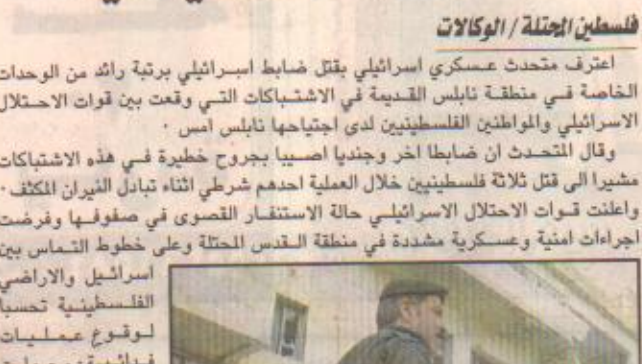 فلسطين المحتلة / الوكالات
اعترف متحدث عسكري اسرائيلي بقتل ضابط اسرائيلي برتبة رائد من الوحدات
الخاصة في منطقة نابلس القديمة في الاشتباكات التي وقعت بين قوات الاحتلال
الاسرائيلي والمواطنين الفلسطينيين لدى اجتياحها نابلس امس .
وقال المتحدث ان ضابطا اخر وجنديا اصيبا بجروح خطيرة في هذه الاشتباكات
مشيرا الى قتل ثلاثة فلسطينيين خلال العملية احدهم شرطي اثناء تبادل النيران المكثف .
واعلنت قوات الاحتلال الاسرائيلي حالة الاستنفار القصوى في صفوفها وفرضت
اجراءات امنية وعسكرية مشددة في منطقة القدس المحتلة وعلى خطوط التماس بين
اسرائيل والاراضي
الفلسطينية تحسبا
لوقوع عمليات